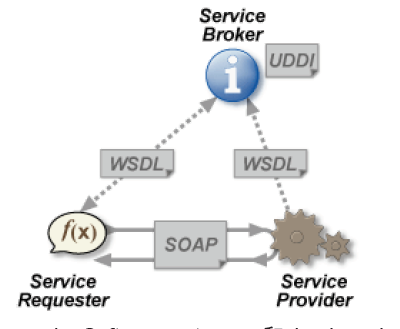 Service
Broker
UDDI
i
WSDL
WSDL
f(x)
SOAP
Service
Requester
Service
Provider